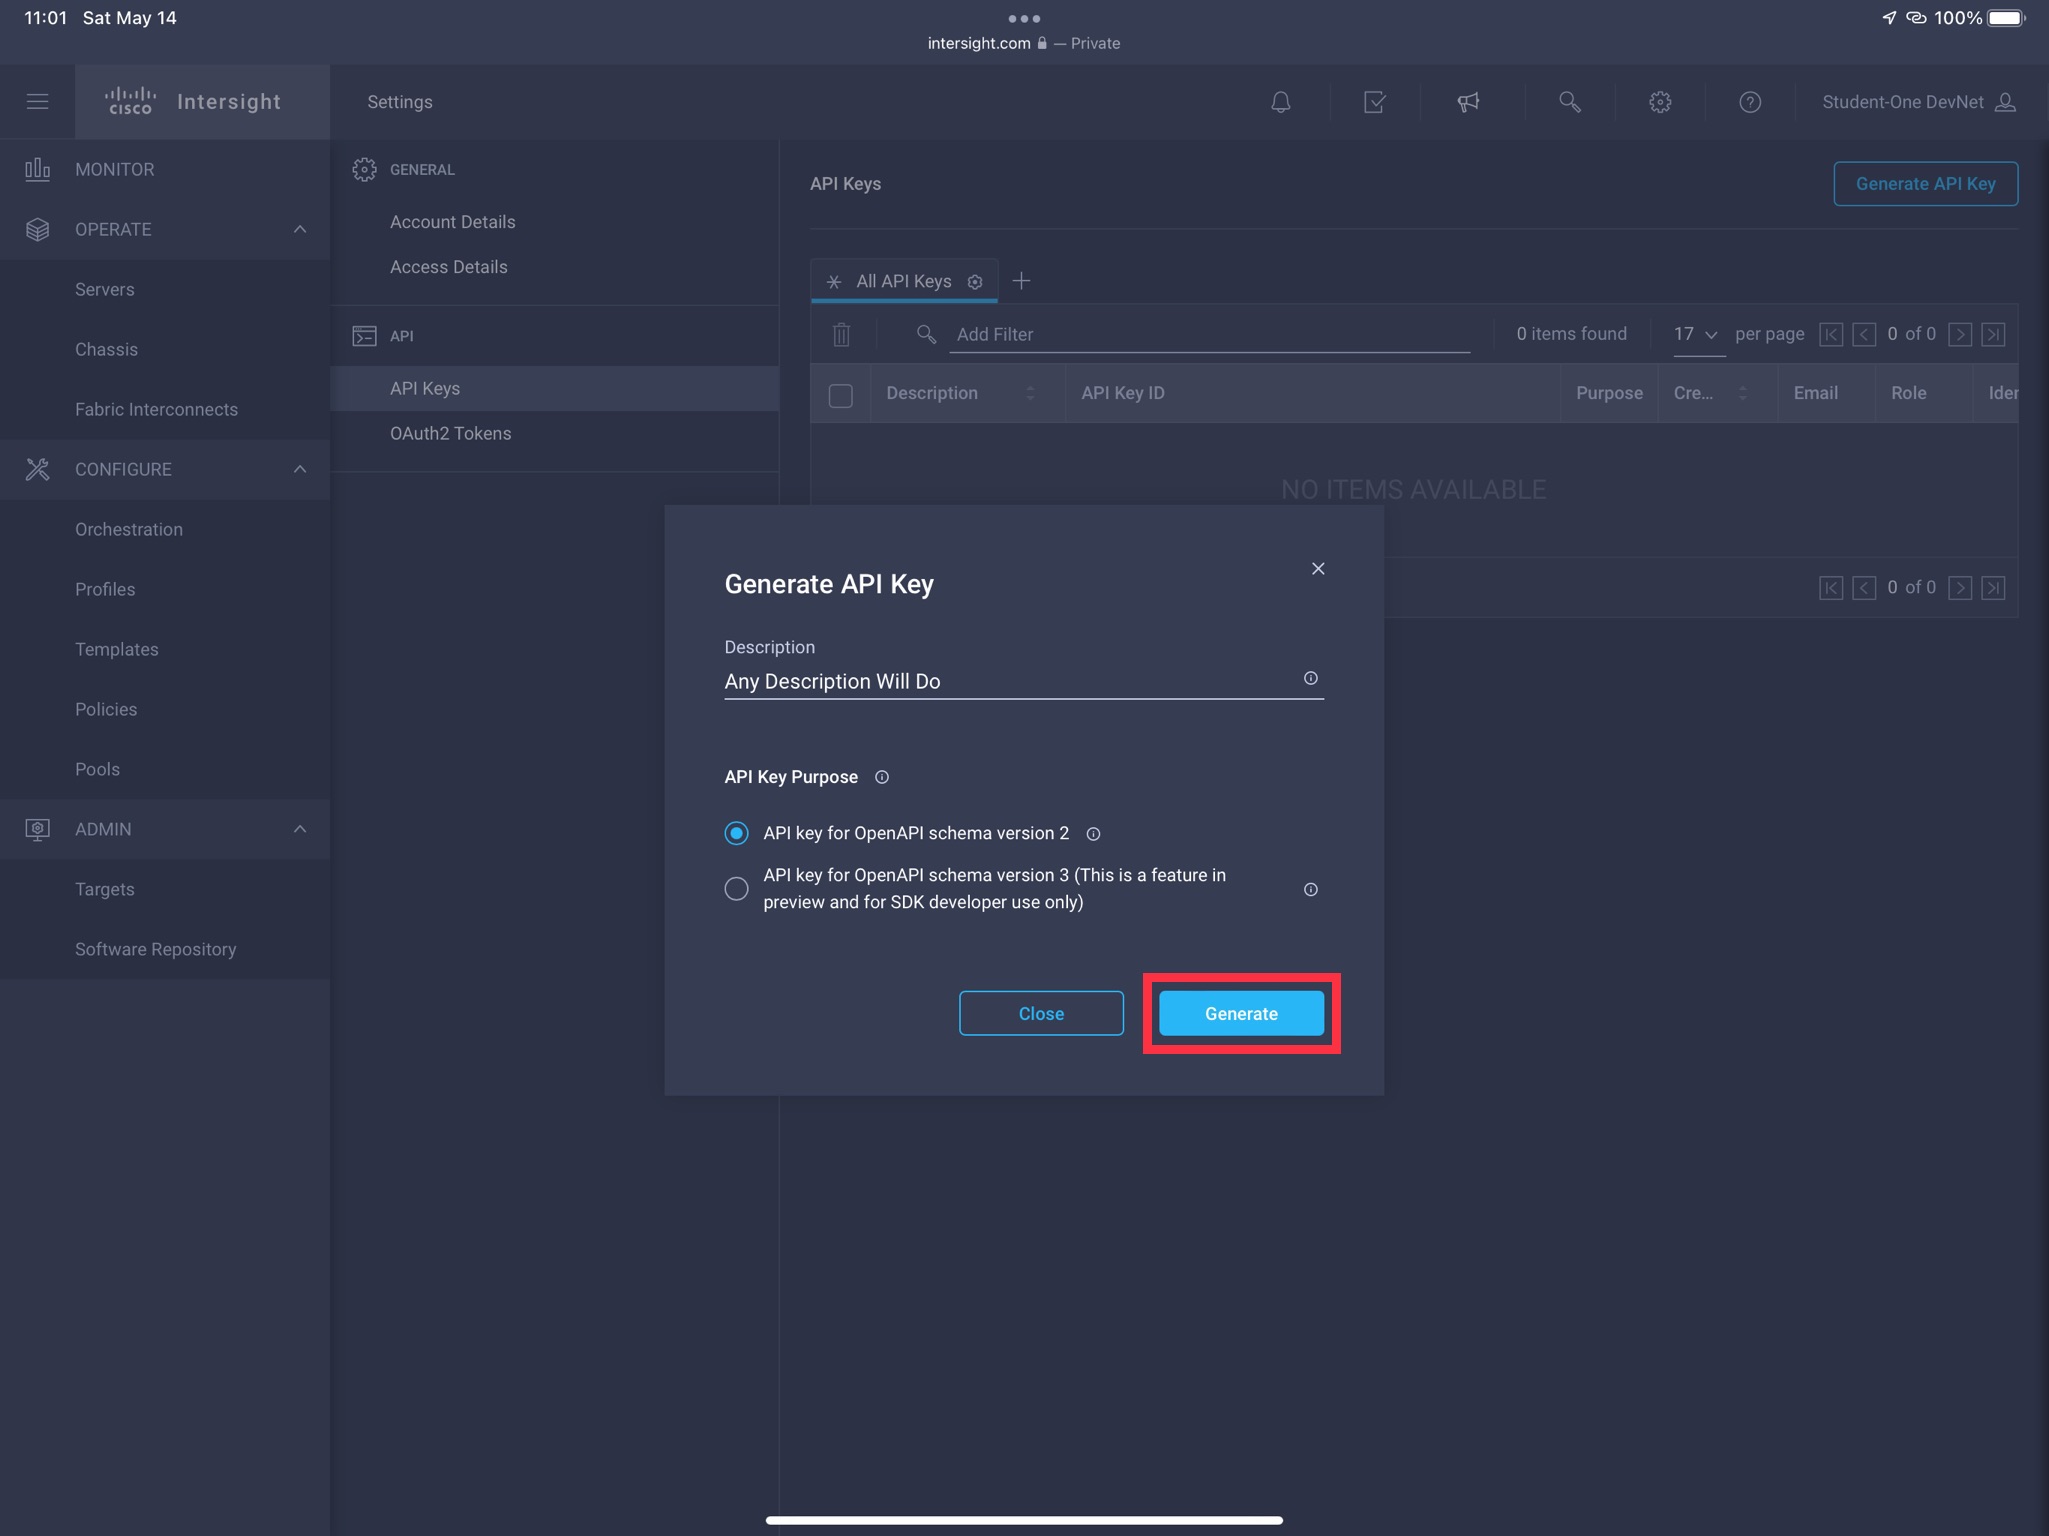 11:01 Sat May 14
100%
intersight.com — Private
CISCO Intersight
Settings
Student-One DevNet
MONITOR
OPERATE
Servers
Chassis
Fabric Interconnects
CONFIGURE
Orchestration
Profiles
Templates
Policies
Pools
ADMIN
Targets
Software Repository
GENERAL
Account Details
Access Details
API
API Keys
OAuth2 Tokens
API Keys
Generate API Key
All API Keys
Add Filter
0 items found
17 per page
0 of 0
Description API Key ID Purpose Cre... Email Role Iden
NO ITEMS AVAILABLE
0 of 0
Generate API Key
Description
Any Description Will Do
API Key Purpose
API key for OpenAPI schema version 2
API key for OpenAPI schema version 3 (This is a feature in
preview and for SDK developer use only)
Close
Generate